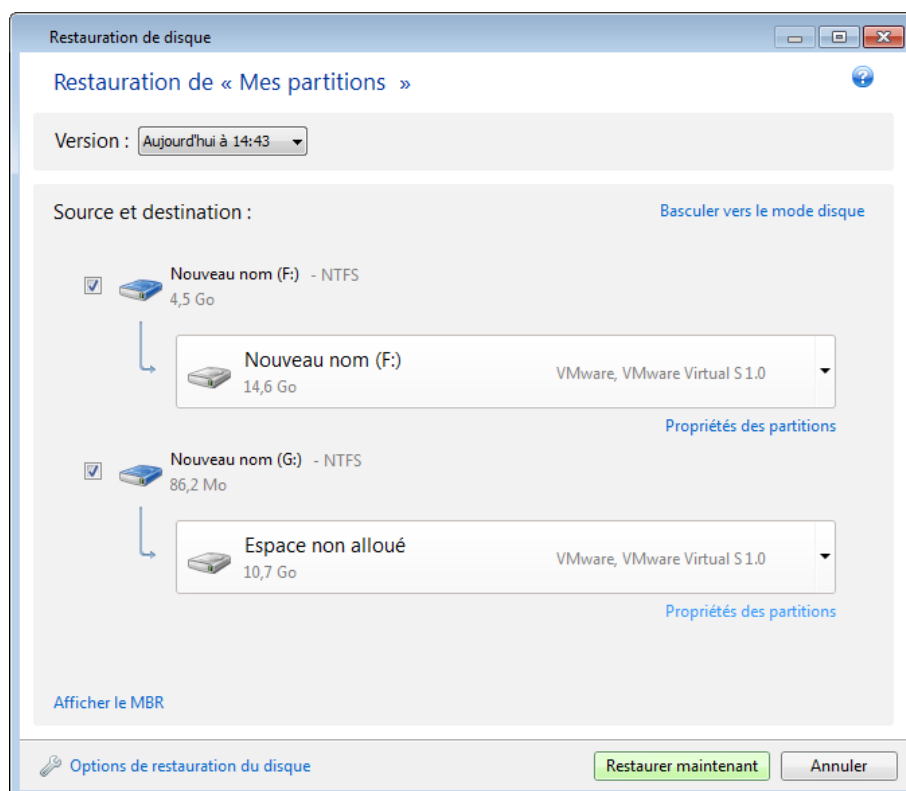 Restauration de disque
Restauration de « Mes partitions »
Version : Aujourd'hui à 14:43
Source et destination :
Basculer vers le mode disque
Nouveau nom (F:) - NTFS
4,5 Go
Nouveau nom (F:)
14,6 Go
VMware, VMware Virtual S 1.0
Propriétés des partitions
Nouveau nom (G:) - NTFS
86,2 Mo
Espace non alloué
10,7 Go
VMware, VMware Virtual S 1.0
Propriétés des partitions
Afficher le MBR
Options de restauration du disque
Restaurer maintenant
Annuler